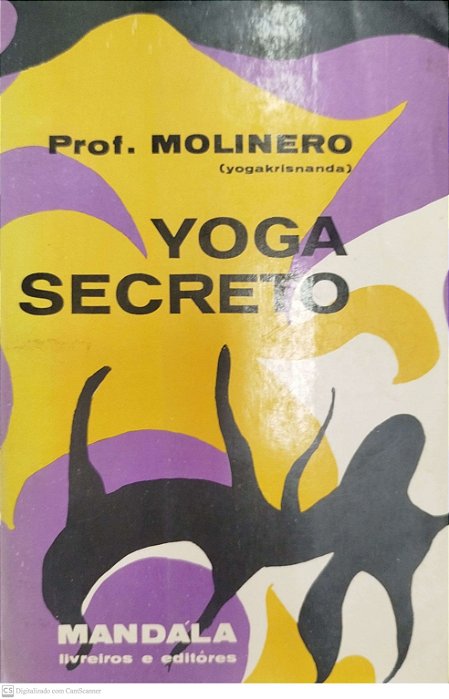 Prof. MOLINERO
(yogakrisnanda)
YOGA
SECRETO
MANDALA
livreiros e editôres
CS Digitalizado com CamScanner